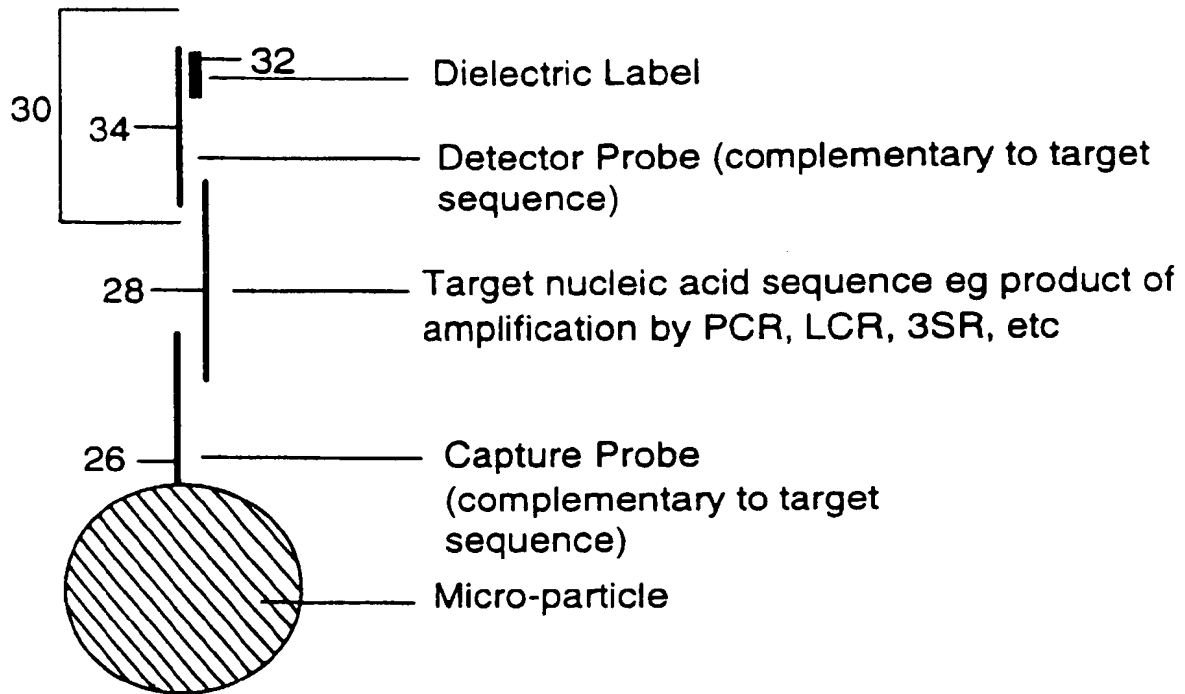 32
Dielectric Label
30
34
Detector Probe (complementary to target
sequence)
28
Target nucleic acid sequence eg product of
amplification by PCR, LCR, 3SR, etc
26
Capture Probe
(complementary to target
sequence)
Micro-particle